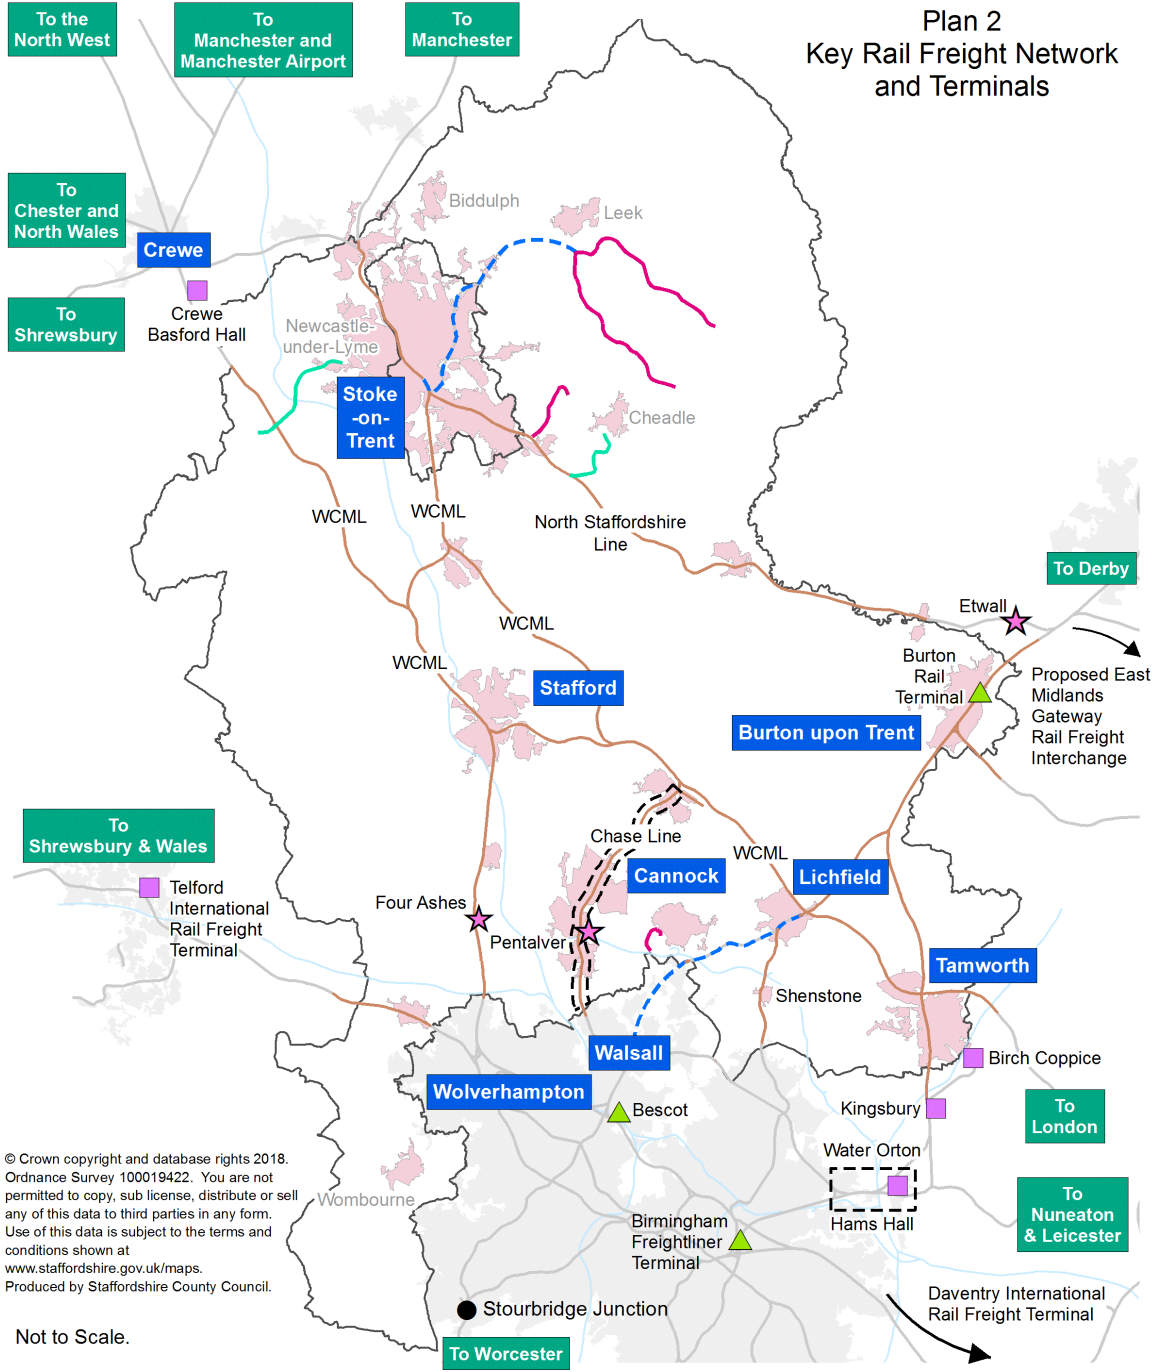 Plan 2
Key Rail Freight Network
and Terminals
To the
North West
To
Manchester and
Manchester Airport
To
Manchester
To
Chester and
North Wales
Crewe
To
Shrewsbury
Crewe
Basford Hall
Biddulph
Leek
Newcastle-
under-Lyme
Stoke
-on-
Trent
Cheadle
WCML
WCML
North Staffordshire
Line
To Derby
Etwall
WCML
WCML
Stafford
Burton
Rail
Terminal
Proposed East
Midlands
Gateway
Rail Freight
Interchange
Burton upon Trent
To
Shrewsbury & Wales
Chase Line
WCML
Cannock
Lichfield
Telford
International
Rail Freight
Terminal
Four Ashes
Pentalver
Tamworth
Shenstone
Walsall
Birch Coppice
Wolverhampton
Bescot
Kingsbury
To
London
Water Orton
Hams Hall
To
Nuneaton
& Leicester
Wombourne
Birmingham
Freightliner
Terminal
© Crown copyright and database rights 2018.
Ordnance Survey 100019422. You are not
permitted to copy, sub license, distribute or sell
any of this data to third parties in any form.
Use of this data is subject to the terms and
conditions shown at
www.staffordshire.gov.uk/maps.
Produced by Staffordshire County Council.
Daventry International
Rail Freight Terminal
Stourbridge Junction
Not to Scale.
To Worcester